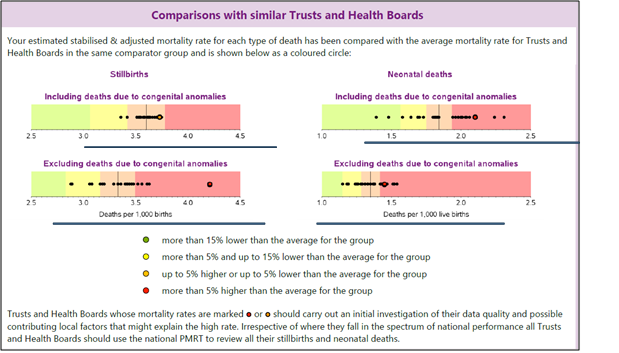 Comparisons with similar Trusts and Health Boards
Your estimated stabilised & adjusted mortality rate for each type of death has been compared with the average mortality rate for Trusts and
Health Boards in the same comparator group and is shown below as a coloured circle:
Stillbirths
Including deaths due to congenital anomalies
2.5 3.0 3.5 4.0 4.5
Excluding deaths due to congenital anomalies
2.5 3.0 3.5 4.0 4.5
Deaths per 1,000 births
Neonatal deaths
Including deaths due to congenital anomalies
1.0 1.5 2.0 2.5
Excluding deaths due to congenital anomalies
1.0 1.5 2.0 2.5
Deaths per 1,000 live births
more than 15% lower than the average for the group
more than 5% and up to 15% lower than the average for the group
up to 5% higher or up to 5% lower than the average for the group
more than 5% higher than the average for the group
Trusts and Health Boards whose mortality rates are marked or should carry out an initial investigation of their data quality and possible
contributing local factors that might explain the high rate. Irrespective of where they fall in the spectrum of national performance all Trusts
and Health Boards should use the national PMRT to review all their stillbirths and neonatal deaths.